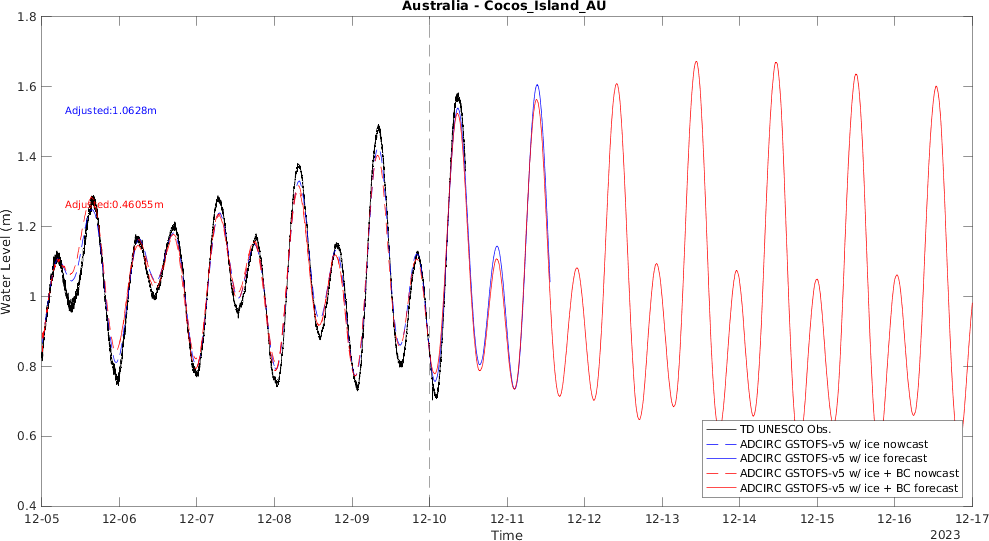 Australia - Cocos_Island_AU
1.8
1.6
1.4
1.2
1
0.8
0.6
0.4
Water Level (m)
Adjusted:1.0628m
Adjusted:0.46055m
TD UNESCO Obs.
ADCIRC GSTOFS-v5 w/ ice nowcast
ADCIRC GSTOFS-v5 w/ ice forecast
ADCIRC GSTOFS-v5 w/ ice + BC nowcast
ADCIRC GSTOFS-v5 w/ ice + BC forecast
12-05 12-06 12-07 12-08 12-09 12-10 12-11 12-12 12-13 12-14 12-15 12-16 12-17
Time
2023